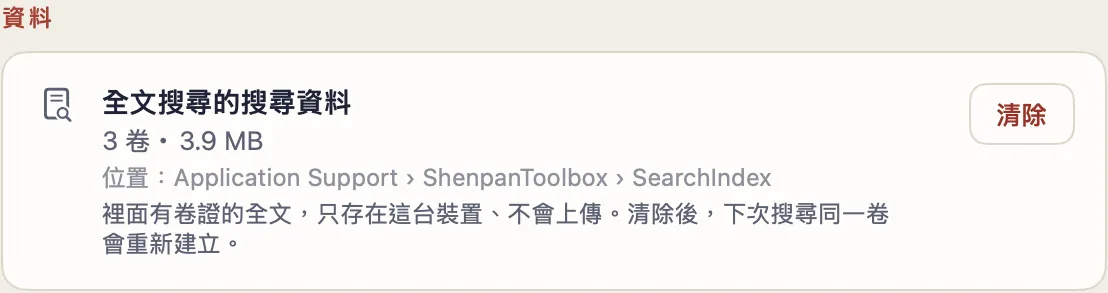 資料
全文搜尋的搜尋資料
3 卷 • 3.9 MB
位置：Application Support › ShenpanToolbox › SearchIndex
裡面有卷證的全文，只存在這台裝置、不會上傳。清除後，下次搜尋同一卷
會重新建立。
清除